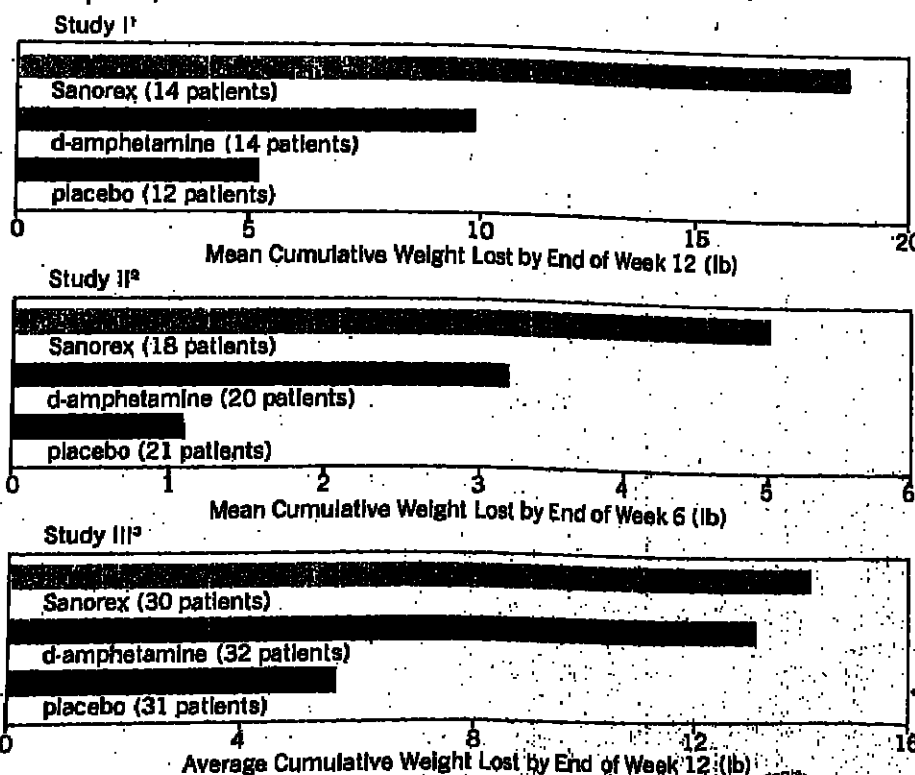 Study I¹
Sanorex (14 patients)
d-amphetamine (14 patients)
placebo (12 patients)
0 5 10 15 20
Mean Cumulative Weight Lost by End of Week 12 (lb)
Study II²
Sanorex (18 patients)
d-amphetamine (20 patients)
placebo (21 patients)
0 1 2 3 4 5 6
Mean Cumulative Weight Lost by End of Week 6 (lb)
Study III³
Sanorex (30 patients)
d-amphetamine (32 patients)
placebo (31 patients)
0 4 8 12 16
Average Cumulative Weight Lost by End of Week 12 (lb)